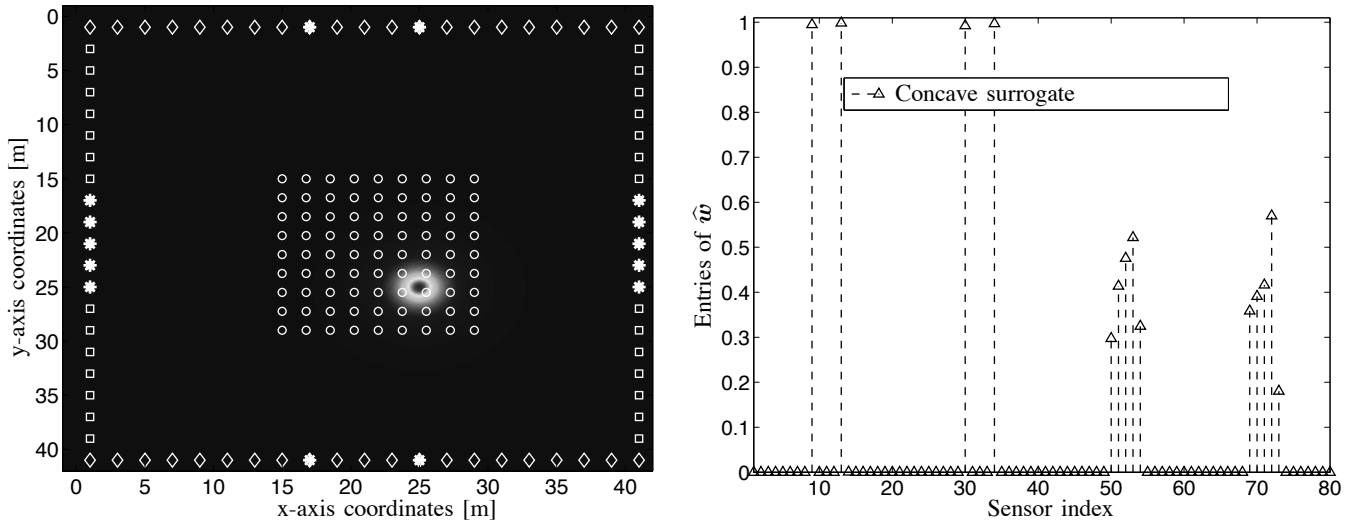 0
5
10
15
20
25
30
35
40
y-axis coordinates [m]
0 5 10 15 20 25 30 35 40
x-axis coordinates [m]
1
0.9
0.8
0.7
0.6
0.5
0.4
0.3
0.2
0.1
0
Entries of ŵ
Concave surrogate
10 20 30 40 50 60 70 80
Sensor index